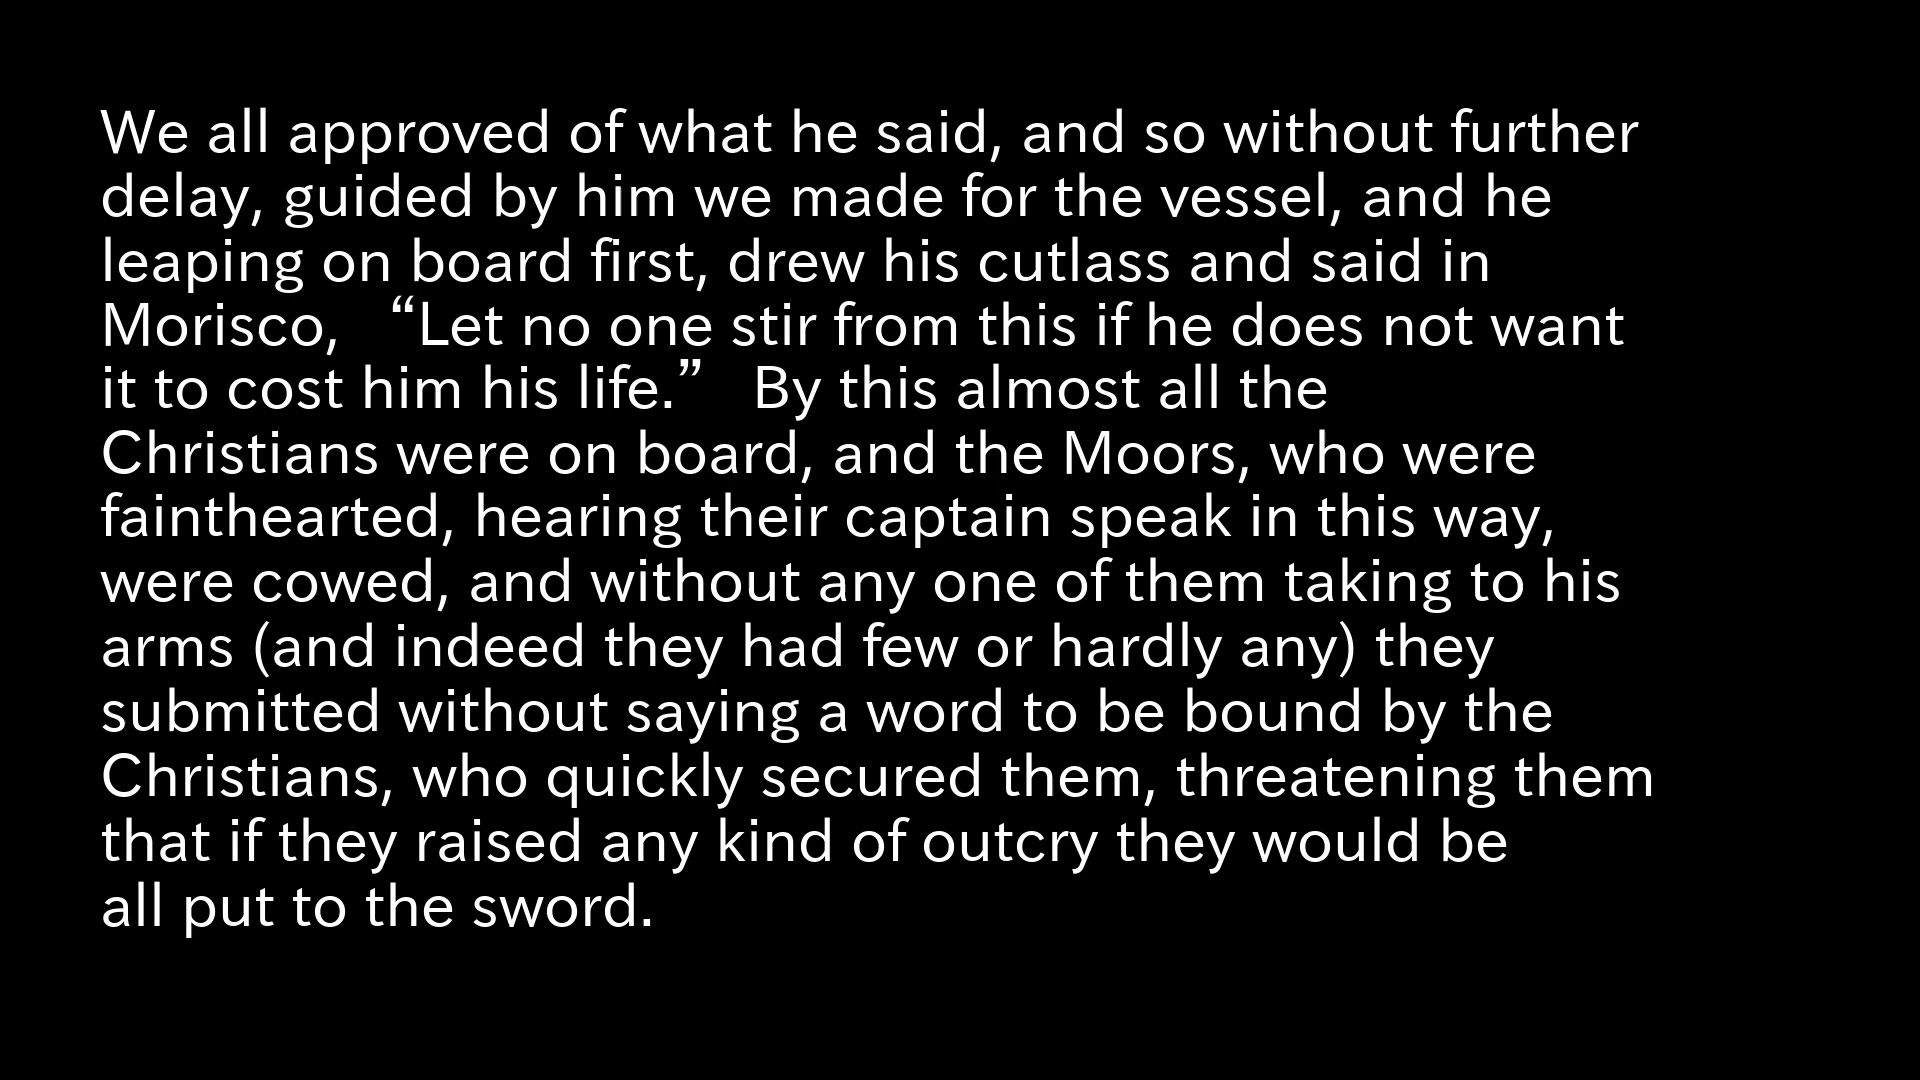 We all approved of what he said, and so without further
delay, guided by him we made for the vessel, and he
leaping on board first, drew his cutlass and said in
Morisco, “Let no one stir from this if he does not want
it to cost him his life.” By this almost all the
Christians were on board, and the Moors, who were
fainthearted, hearing their captain speak in this way,
were cowed, and without any one of them taking to his
arms (and indeed they had few or hardly any) they
submitted without saying a word to be bound by the
Christians, who quickly secured them, threatening them
that if they raised any kind of outcry they would be
all put to the sword.